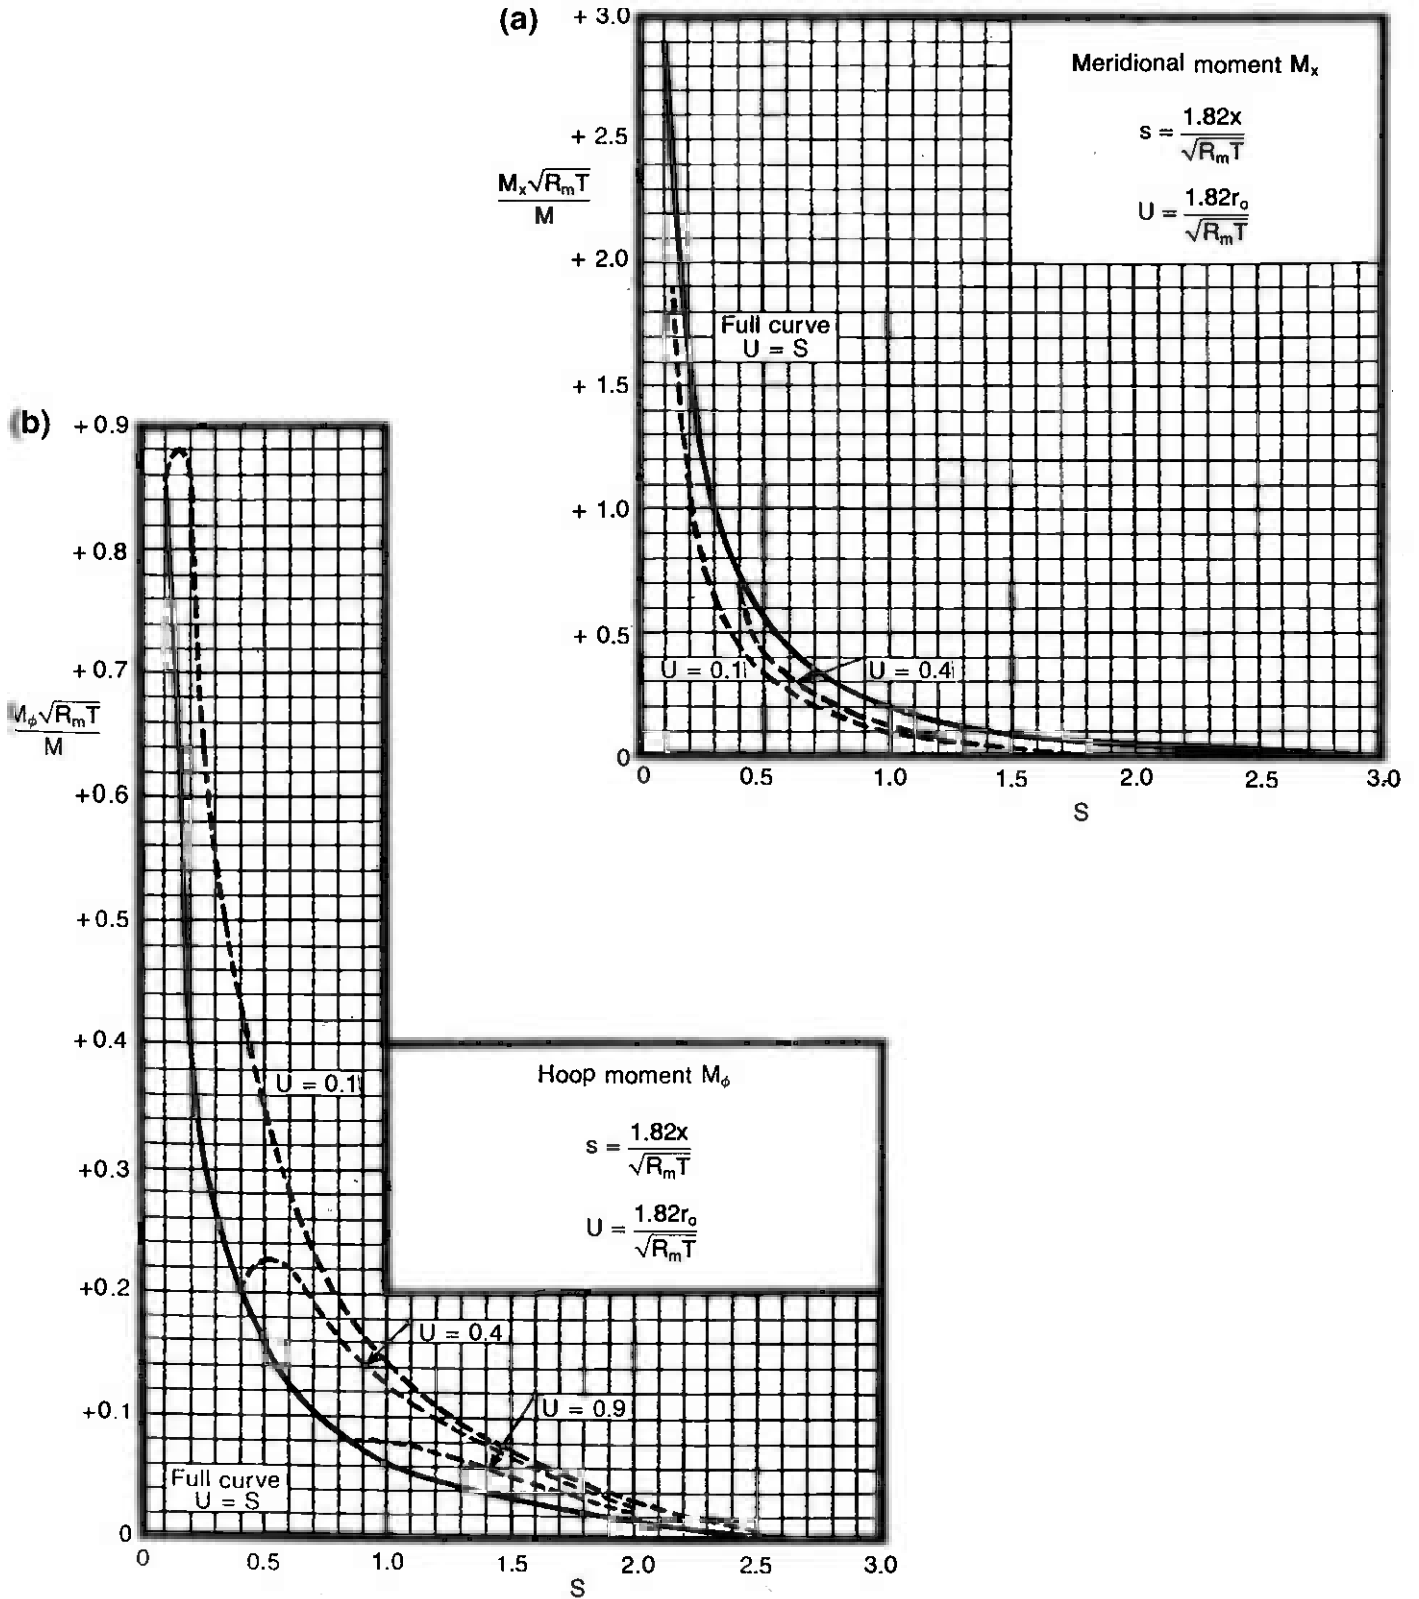 (a)
+ 3.0
+ 2.5
+ 2.0
+ 1.5
+ 1.0
+ 0.5
0
Mₓ√RₘT
M
Meridional moment Mₓ
s = 1.82x
√RₘT
U = 1.82rₒ
√RₘT
Full curve
U = S
U = 0.1
U = 0.4
0 0.5 1.0 1.5 2.0 2.5 3.0
S
(b)
+ 0.9
+ 0.8
+ 0.7
+0.6
+ 0.5
+ 0.4
+0.3
+0.2
+0.1
0
M_ϕ√RₘT
M
U = 0.1
Hoop moment M_ϕ
s = 1.82x
√RₘT
U = 1.82rₒ
√RₘT
U = 0.4
U = 0.9
Full curve
U = S
0 0.5 1.0 1.5 2.0 2.5 3.0
S